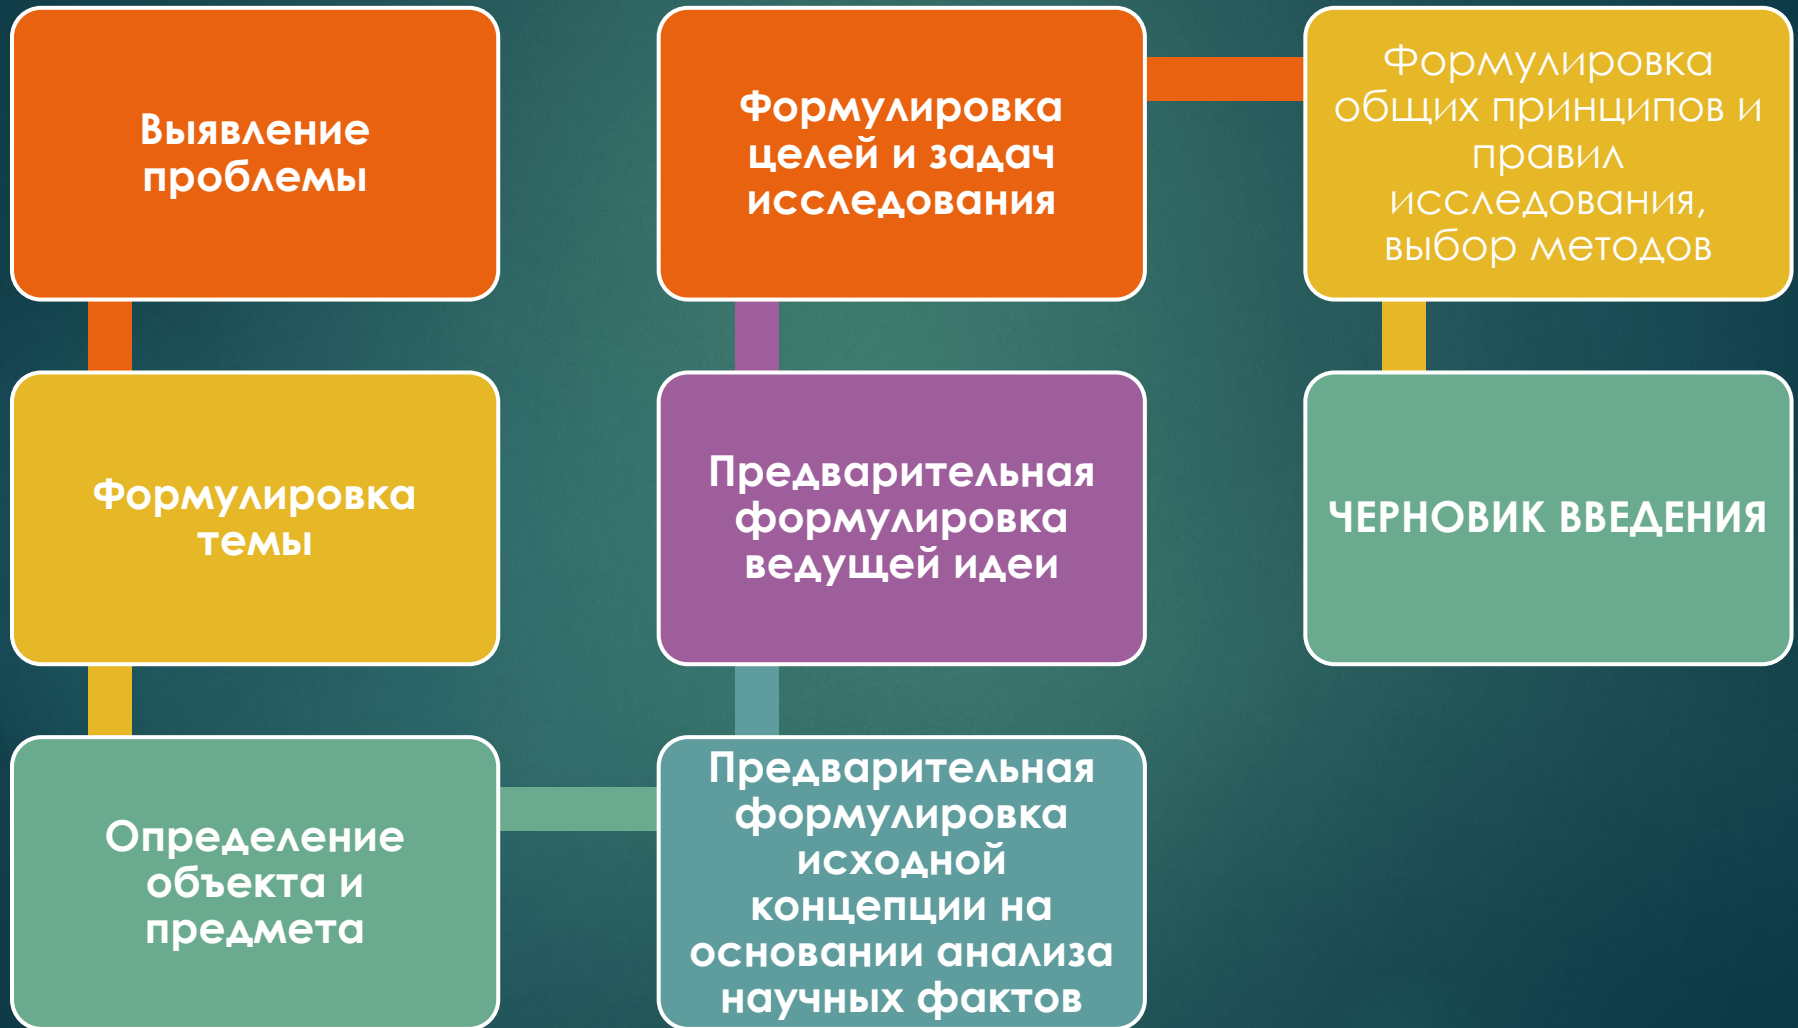 Выявление
проблемы
Формулировка
темы
Определение
объекта и
предмета
Предварительная
формулировка
исходной
концепции на
основании анализа
научных фактов
Предварительная
формулировка
ведущей идеи
Формулировка
целей и задач
исследования
Формулировка
общих принципов и
правил
исследования,
выбор методов
ЧЕРНОВИК ВВЕДЕНИЯ